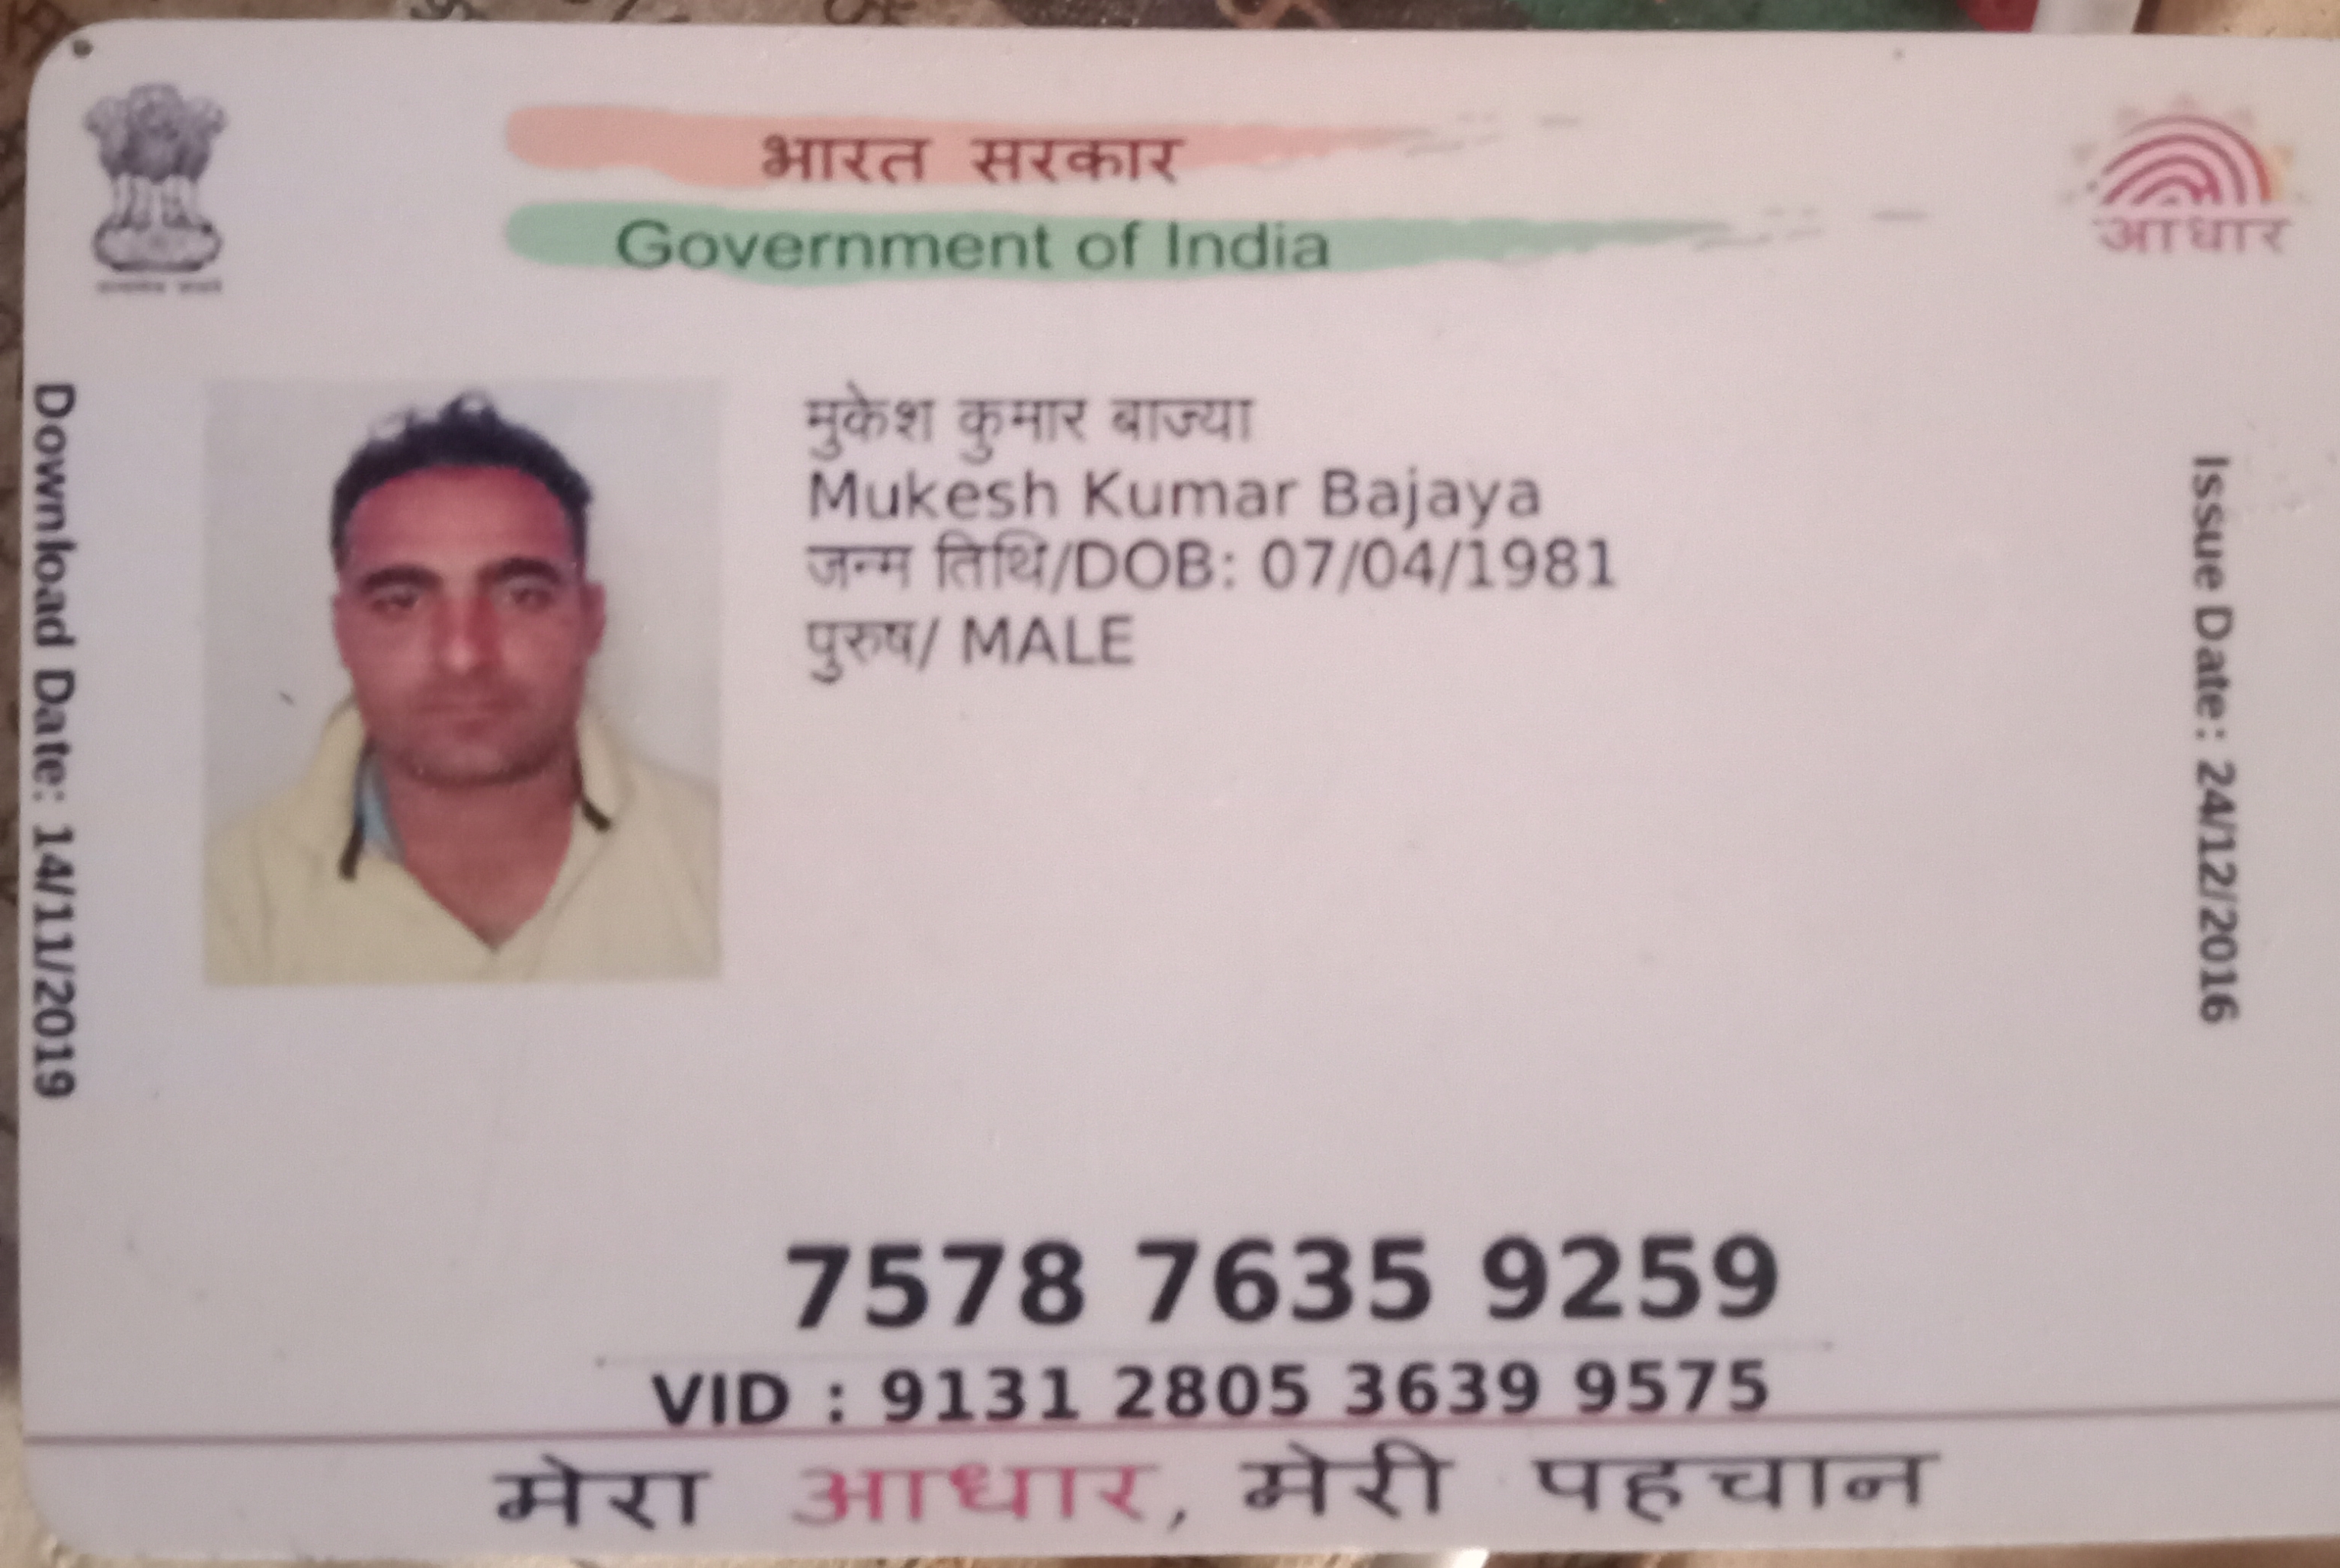 भारत सरकार
Government of India
आधार
Download Date: 14/11/2019
मुकेश कुमार बाज्या
Mukesh Kumar Bajaya
जन्म तिथि/DOB: 07/04/1981
पुरुष/ MALE
Issue Date: 24/12/2016
7578 7635 9259
VID : 9131 2805 3639 9575
मेरा आधार, मेरी पहचान